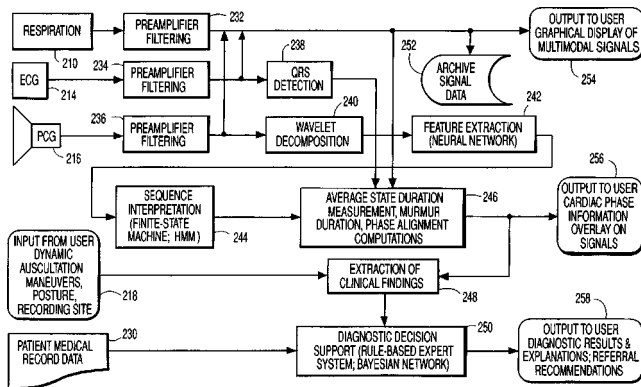 RESPIRATION
210
PREAMPLIFIER
FILTERING
232
OUTPUT TO USER
GRAPHICAL DISPLAY OF
MULTIMODAL SIGNALS
254
ECG
214
234
PREAMPLIFIER
FILTERING
238
QRS
DETECTION
252
ARCHIVE
SIGNAL
DATA
PCG
216
236
PREAMPLIFIER
FILTERING
240
WAVELET
DECOMPOSITION
242
FEATURE EXTRACTION
(NEURAL NETWORK)
SEQUENCE
INTERPRETATION
(FINITE-STATE
MACHINE; HMM)
244
AVERAGE STATE DURATION
MEASUREMENT, MURMUR
DURATION, PHASE ALIGNMENT
COMPUTATIONS
246
256
OUTPUT TO USER
CARDIAC PHASE
INFORMATION
OVERLAY ON
SIGNALS
INPUT FROM USER
DYNAMIC
AUSCULTATION
MANEUVERS,
POSTURE,
RECORDING SITE
218
EXTRACTION OF
CLINICAL FINDINGS
248
230
PATIENT MEDICAL
RECORD DATA
DIAGNOSTIC DECISION
SUPPORT (RULE-BASED EXPERT
SYSTEM; BAYESIAN NETWORK)
250
258
OUTPUT TO USER
DIAGNOSTIC RESULTS &
EXPLANATIONS; REFERRAL
RECOMMENDATIONS